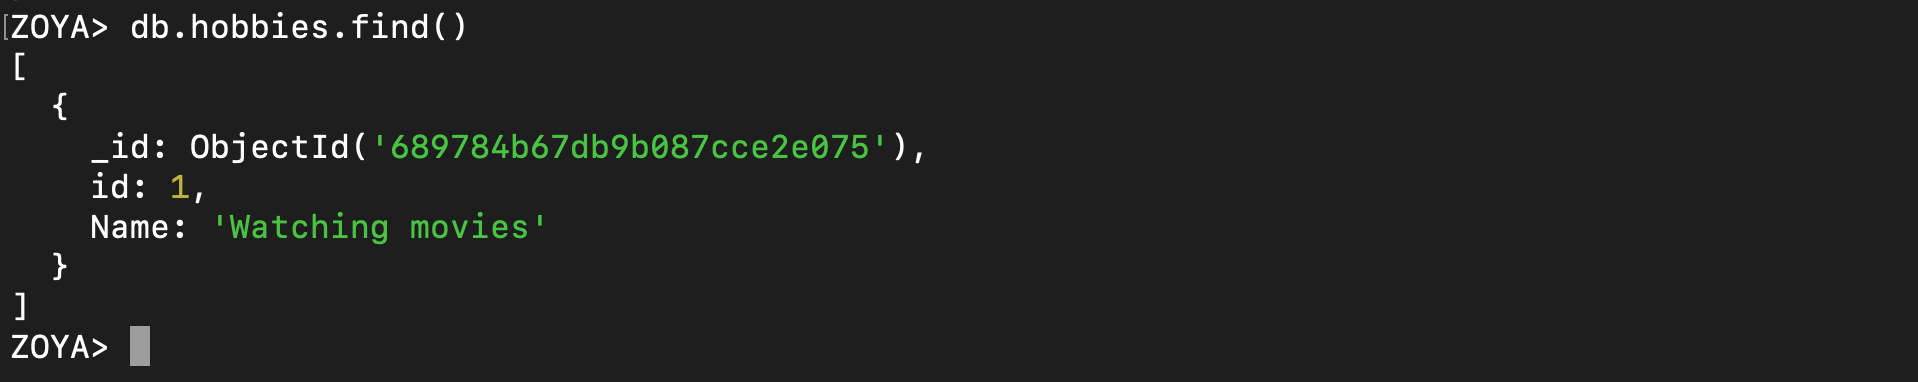 [ZOYA> db.hobbies.find()
[
  {
    _id: ObjectId('689784b67db9b087cce2e075'),
    id: 1,
    Name: 'Watching movies'
  }
]
ZOYA>